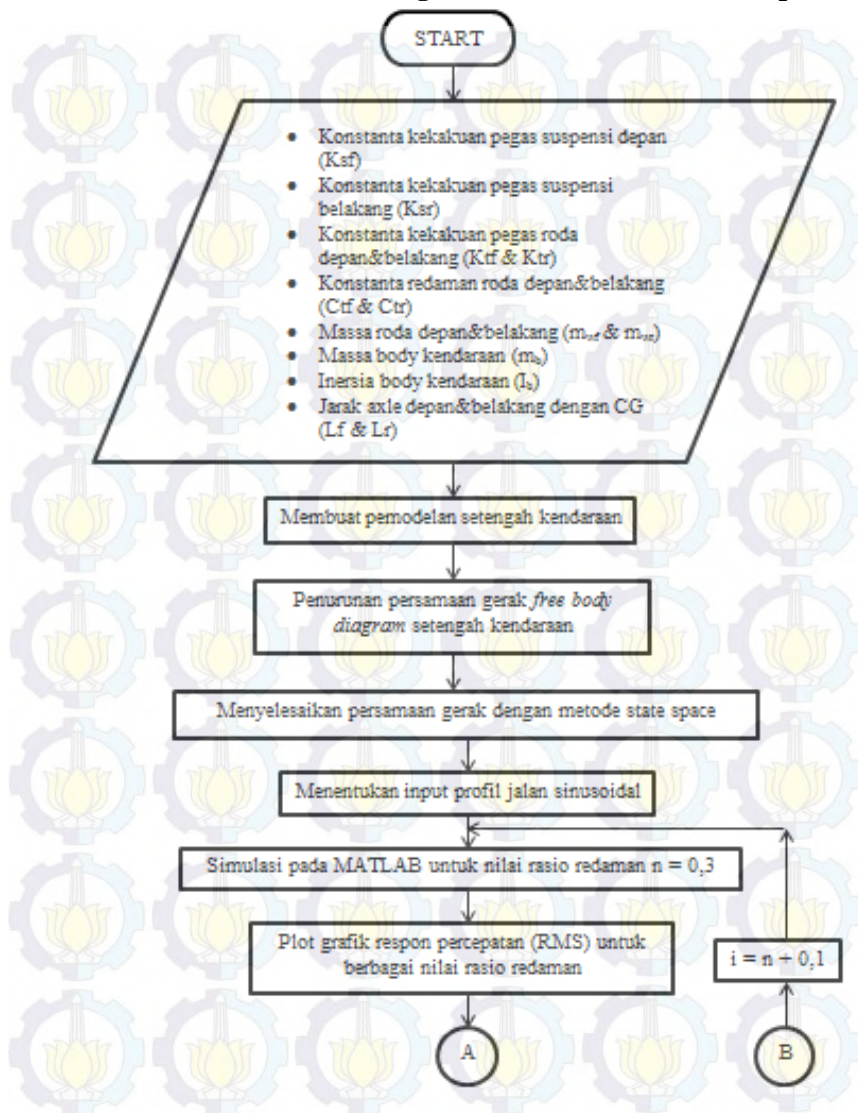 START
• Konstanta kekakuan pegas suspensi depan
(Ksf)
• Konstanta kekakuan pegas suspensi
belakang (Ksr)
• Konstanta kekakuan pegas roda
depan&belakang (Ktf & Ktr)
• Konstanta redaman roda depan&belakang
(Ctf & Ctr)
• Massa roda depan&belakang
• Massa body kendaraan (m_b)
• Inersia body kendaraan (I_b)
• Jarak axle depan&belakang dengan CG
(Lf & Lr)
Membuat pemodelan setengah kendaraan
Penurunan persamaan gerak free body
diagram setengah kendaraan
Menyelesaikan persamaan gerak dengan metode state space
Menentukan input profil jalan sinusoidal
Simulasi pada MATLAB untuk nilai rasio redaman n = 0,3
Plot grafik respon percepatan (RMS) untuk
berbagai nilai rasio redaman
i = n + 0,1
A
B